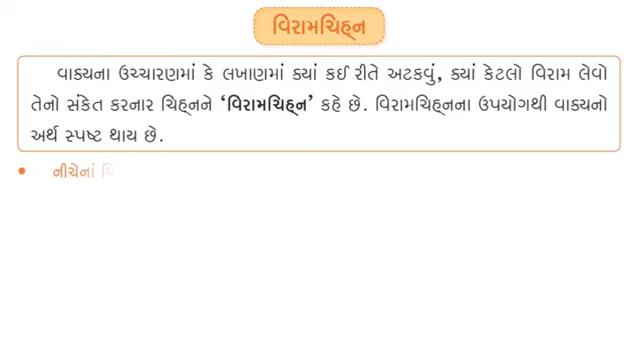 વિરામચિહ્ન
વાક્યના ઉચ્ચારણમાં કે લખાણમાં ક્યાં કઈ રીતે અટકવું, ક્યાં કેટલો વિરામ લેવો
તેનો સંકેત કરનાર ચિહ્નને ‘વિરામચિહ્ન’ કહે છે. વિરામચિહ્નના ઉપયોગથી વાક્યનો
અર્થ સ્પષ્ટ થાય છે.
• નીચેનાં